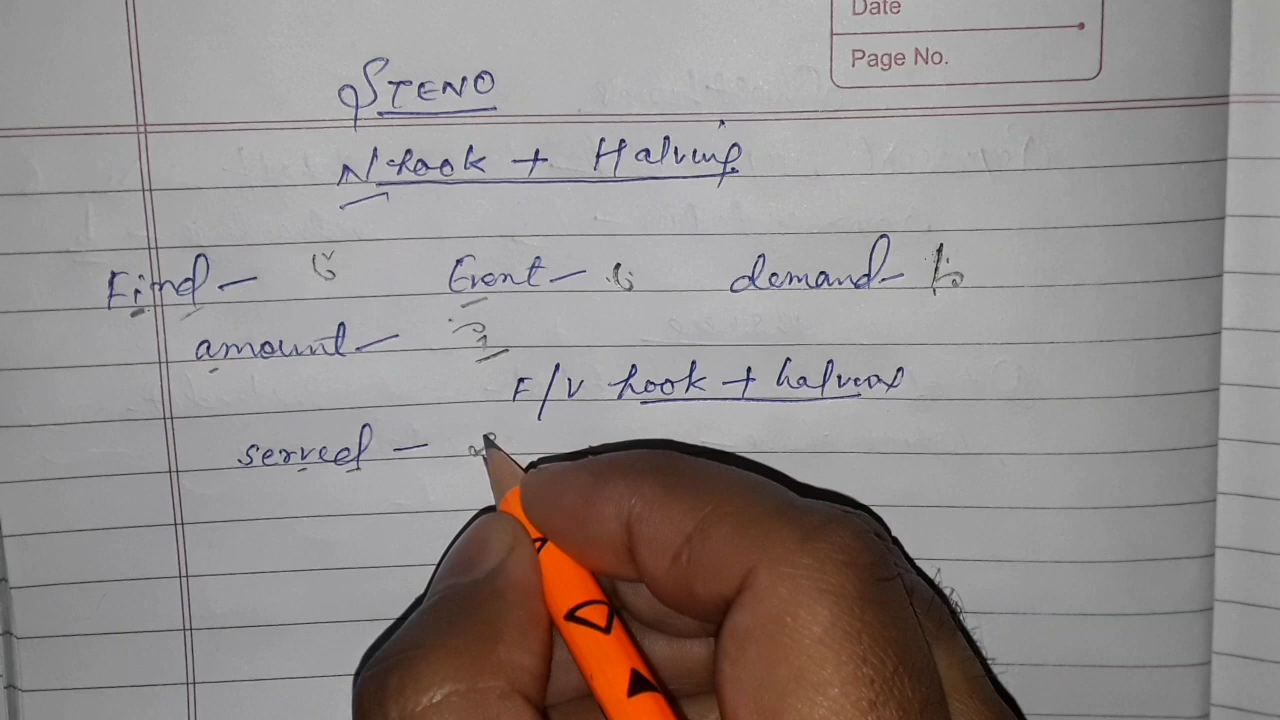 Date
Page No.
STENO
N hook + Halving
Find - Event - demand -
amount -
F/V hook + halving
served -